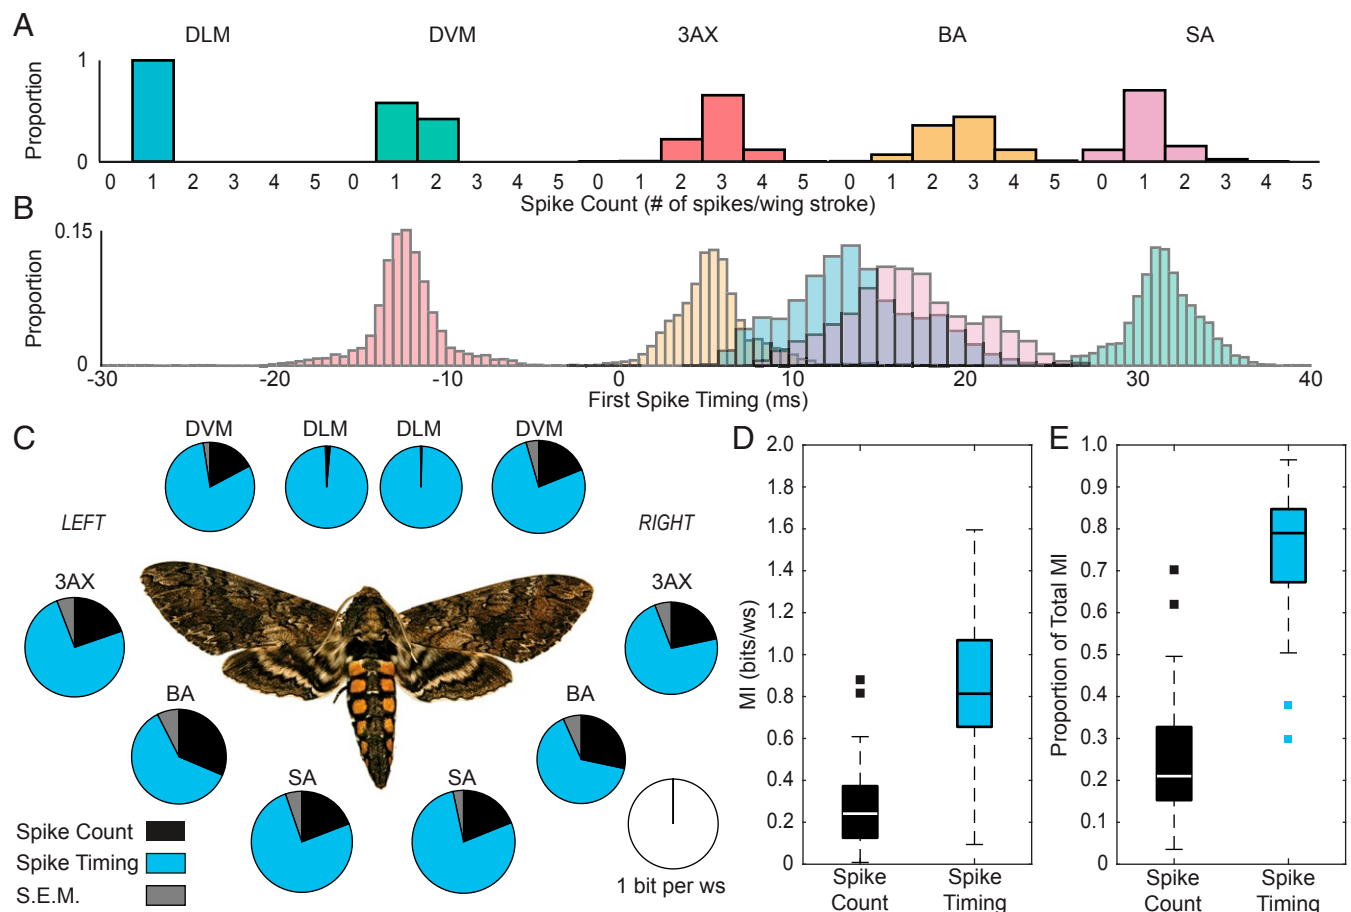 A
DLM DVM 3AX BA SA
Proportion
1
0
0 1 2 3 4 5 0 1 2 3 4 5 0 1 2 3 4 5 0 1 2 3 4 5 0 1 2 3 4 5
Spike Count (# of spikes/wing stroke)
B
Proportion
0.15
0
-30 -20 -10 0 10 20 30 40
First Spike Timing (ms)
C
DVM DLM DLM DVM
LEFT RIGHT
3AX 3AX
BA BA
SA SA
Spike Count
Spike Timing
S.E.M.
1 bit per ws
D
MI (bits/ws)
2.0
1.8
1.6
1.4
1.2
1.0
0.8
0.6
0.4
0.2
0
Spike Count
Spike Timing
E
Proportion of Total MI
1.0
0.9
0.8
0.7
0.6
0.5
0.4
0.3
0.2
0.1
0
Spike Count
Spike Timing